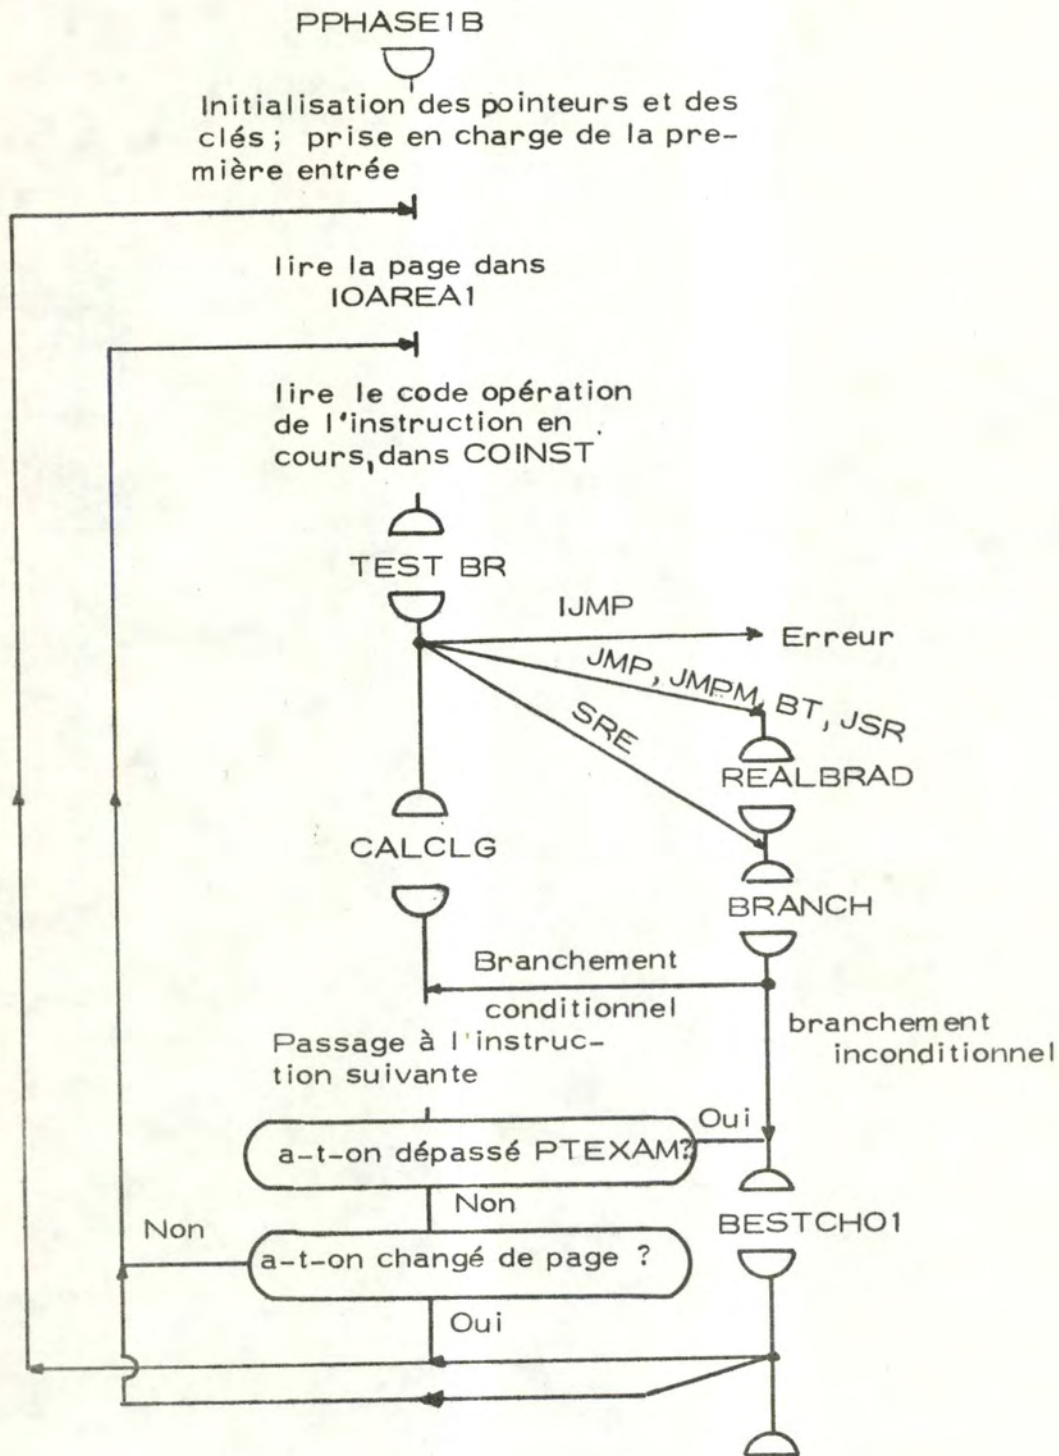 PPHASE1B
Initialisation des pointeurs et des
clés ; prise en charge de la pre-
mière entrée
lire la page dans
IOAREA1
lire le code opération
de l'instruction en
cours, dans COINST
TEST BR
IJMP
Erreur
JMP, JMPM, BT, JSR
SRE
REALBRAD
CALCLG
BRANCH
Branchement
conditionnel
branchement
inconditionnel
Passage à l'instruc-
tion suivante
Oui
a-t-on dépassé PTEXAM?
Non
BESTCHO1
Non
a-t-on changé de page ?
Oui